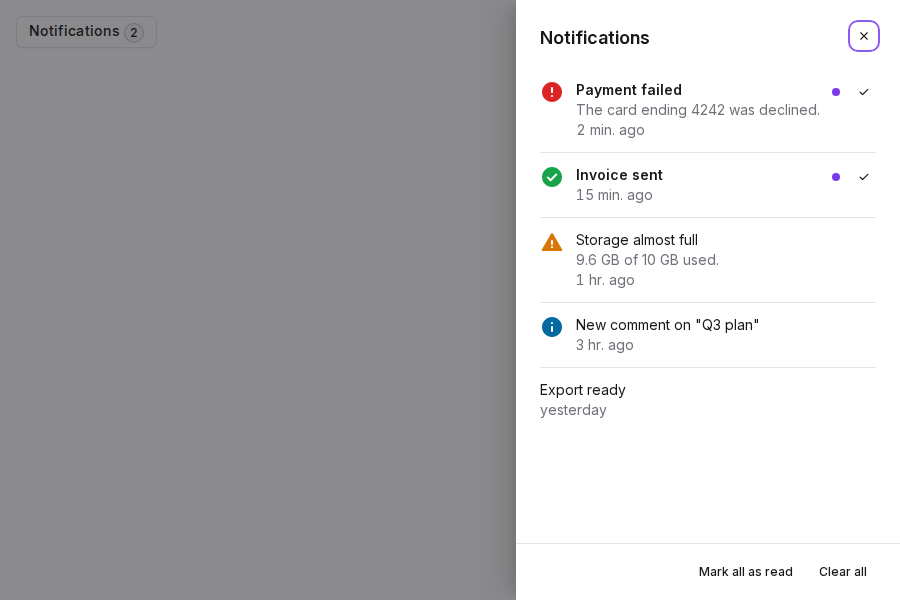 Notifications 2
Notifications
Payment failed
The card ending 4242 was declined.
2 min. ago
Invoice sent
15 min. ago
Storage almost full
9.6 GB of 10 GB used.
1 hr. ago
New comment on "Q3 plan"
3 hr. ago
Export ready
yesterday
Mark all as read Clear all